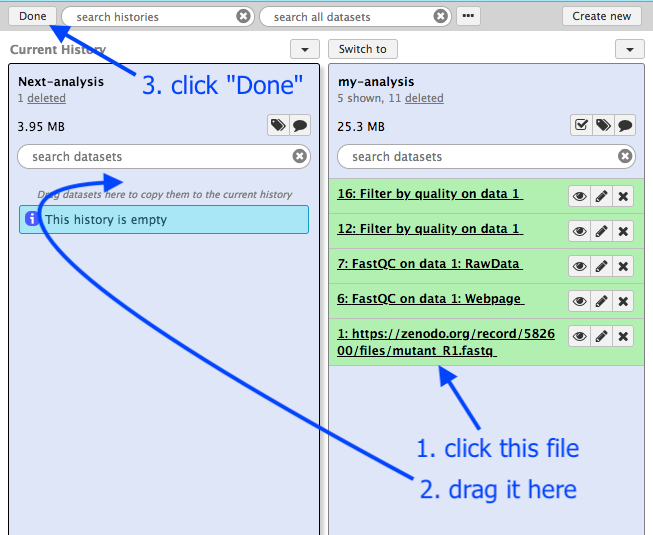 Done
search histories
search all datasets
Create new
Current History
Switch to
Next-analysis
1 deleted
3.95 MB
search datasets
Drag datasets here to copy them to the current history
This history is empty
my-analysis
5 shown, 11 deleted
25.3 MB
search datasets
16: Filter by quality on data 1
12: Filter by quality on data 1
7: FastQC on data 1: RawData
6: FastQC on data 1: Webpage
1: https://zenodo.org/record/5826
00/files/mutant_R1.fastq
3. click "Done"
1. click this file
2. drag it here